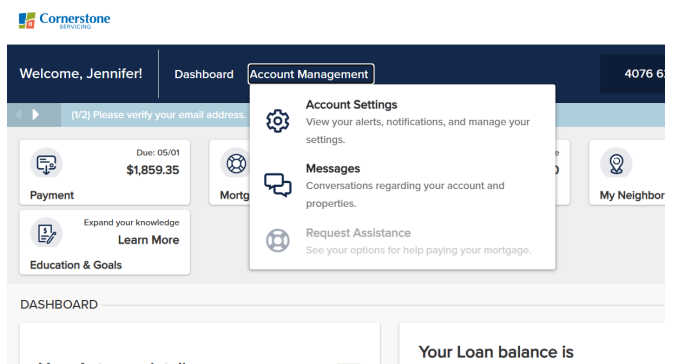 Cornerstone
SERVICING
Welcome, Jennifer!
Dashboard
Account Management
4076 6
(1/2) Please verify your email address.
Account Settings
View your alerts, notifications, and manage your
settings.
Messages
Conversations regarding your account and
properties.
Request Assistance
See your options for help paying your mortgage.
Due: 05/01
$1,859.35
Payment
Mortg
My Neighbor
Expand your knowledge
Learn More
Education & Goals
DASHBOARD
Your Loan balance is